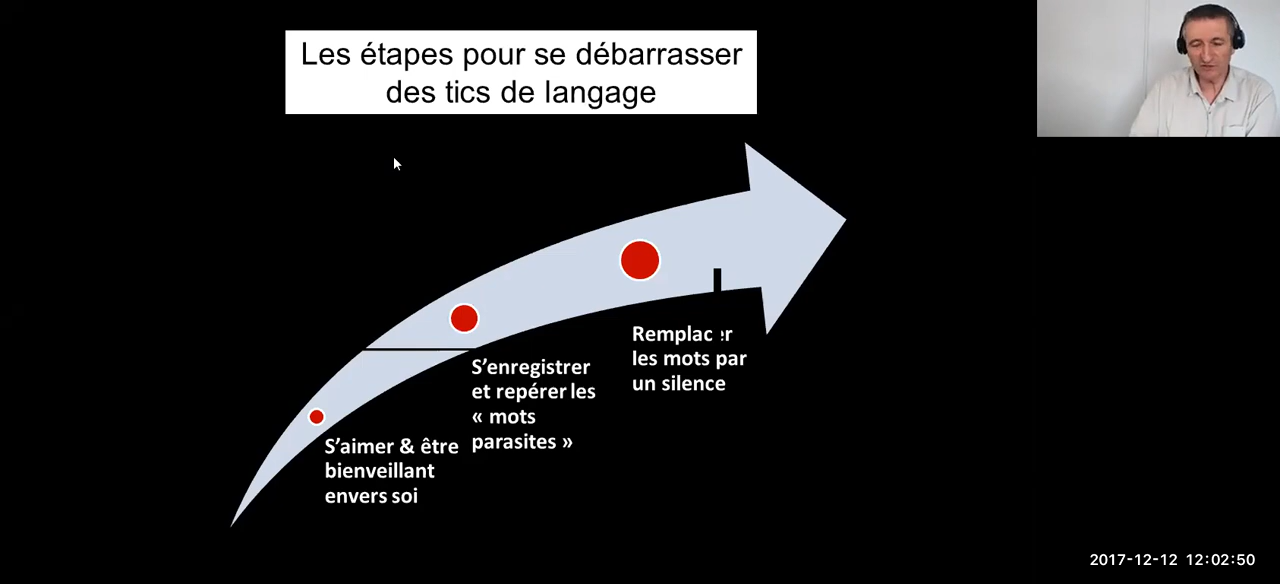 Les étapes pour se débarrasser
des tics de langage
S’aimer & être
bienveillant
envers soi
S’enregistrer
et repérer les
« mots
parasites »
Remplacer
les mots par
un silence
2017-12-12 12:02:50